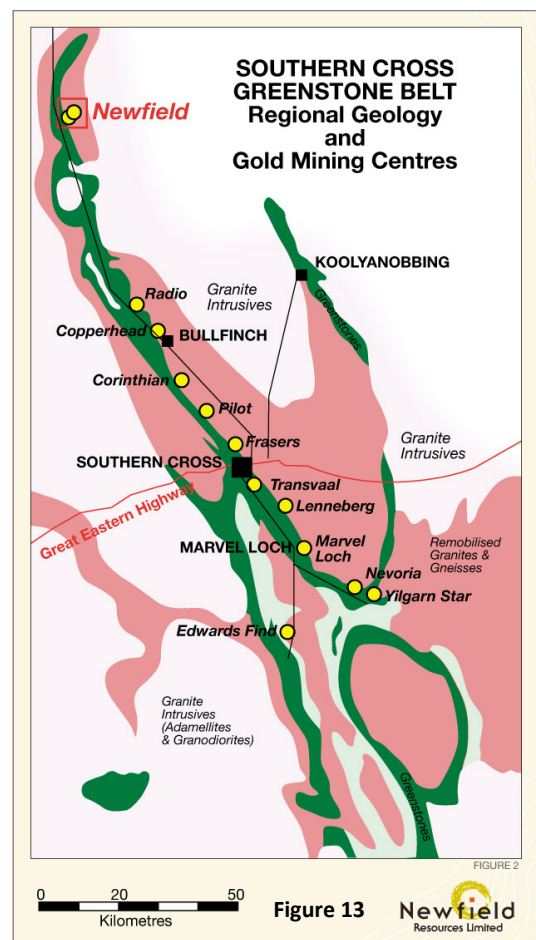 SOUTHERN CROSS
GREENSTONE BELT
Regional Geology
and
Gold Mining Centres
Newfield
KOOLYANOBBING
Granite
Intrusives
Greenstones
Radio
Copperhead
BULLFINCH
Corinthian
Pilot
Frasers
Granite
Intrusives
SOUTHERN CROSS
Transvaal
Great Eastern Highway
Lenneberg
MARVEL LOCH
Marvel
Loch
Remobilised
Granites &
Gneisses
Nevoria
Yilgarn Star
Edwards Find
Granite
Intrusives
(Adamellites
& Granodiorites)
Greenstones
FIGURE 2
0 20 50
Kilometres
Figure 13
Newfield
Resources Limited